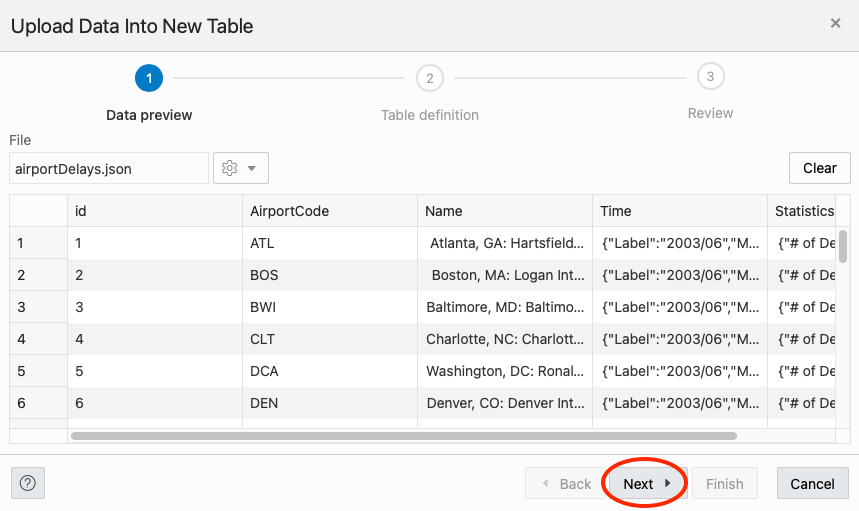 Upload Data Into New Table ×
1 2 3
Data preview Table definition Review
File
airportDelays.json Clear
id AirportCode Name Time Statistics
1 1 ATL Atlanta, GA: Hartsfield... {"Label":"2003/06","M... {"# of De
2 2 BOS Boston, MA: Logan Int... {"Label":"2003/06","M... {"# of De
3 3 BWI Baltimore, MD: Baltimo... {"Label":"2003/06","M... {"# of De
4 4 CLT Charlotte, NC: Charlott... {"Label":"2003/06","M... {"# of De
5 5 DCA Washington, DC: Ronal... {"Label":"2003/06","M... {"# of De
6 6 DEN Denver, CO: Denver Int... {"Label":"2003/06","M... {"# of De
? Back Next Finish Cancel